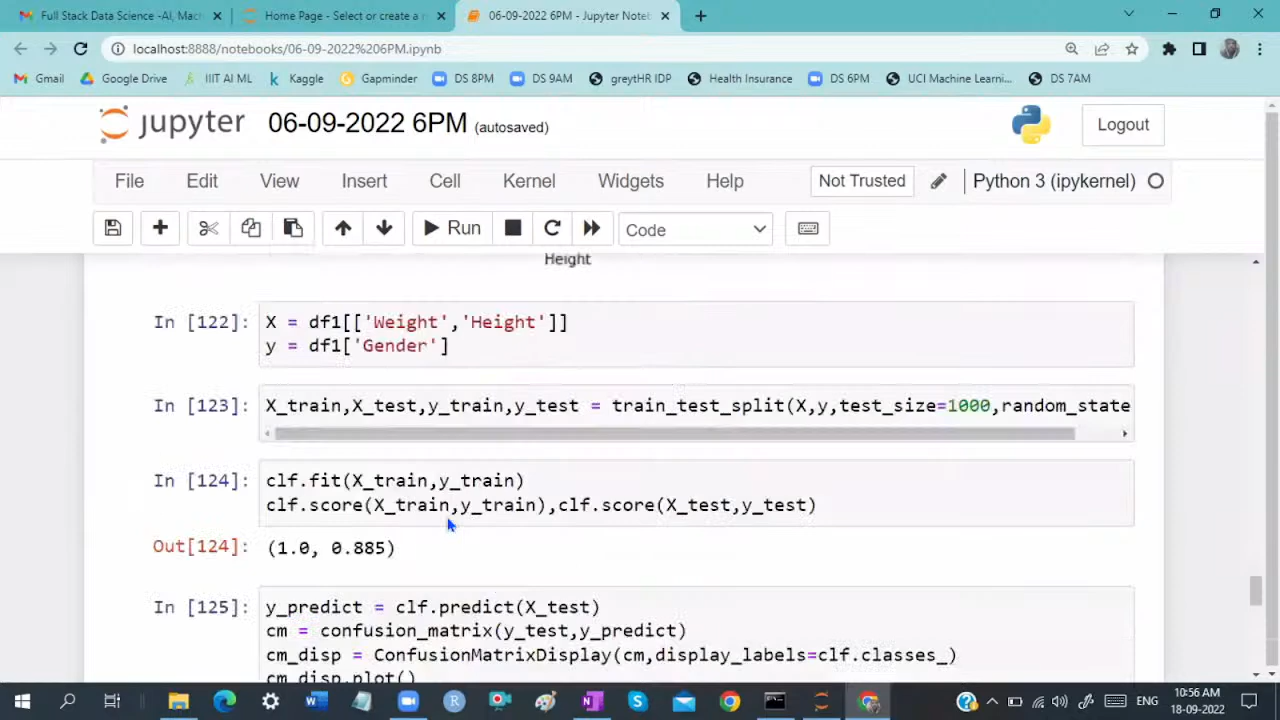 Full Stack Data Science -AI, Mac
Home Page - Select or create a n
06-09-2022 6PM - Jupyter Noteb
localhost:8888/notebooks/06-09-2022%206PM.ipynb
Gmail
Google Drive
IIIT AI ML
Kaggle
Gapminder
DS 8PM
DS 9AM
greytHR IDP
Health Insurance
DS 6PM
UCI Machine Learni...
DS 7AM
jupyter 06-09-2022 6PM (autosaved)
Logout
File Edit View Insert Cell Kernel Widgets Help
Not Trusted
Python 3 (ipykernel)
Run
Code
Height
In [122]: X = df1[['Weight','Height']]
y = df1['Gender']
In [123]: X_train,X_test,y_train,y_test = train_test_split(X,y,test_size=1000,random_state
In [124]: clf.fit(X_train,y_train)
clf.score(X_train,y_train),clf.score(X_test,y_test)
Out[124]: (1.0, 0.885)
In [125]: y_predict = clf.predict(X_test)
cm = confusion_matrix(y_test,y_predict)
cm_disp = ConfusionMatrixDisplay(cm,display_labels=clf.classes_)
cm_disp.plot()
ENG
10:56 AM
18-09-2022